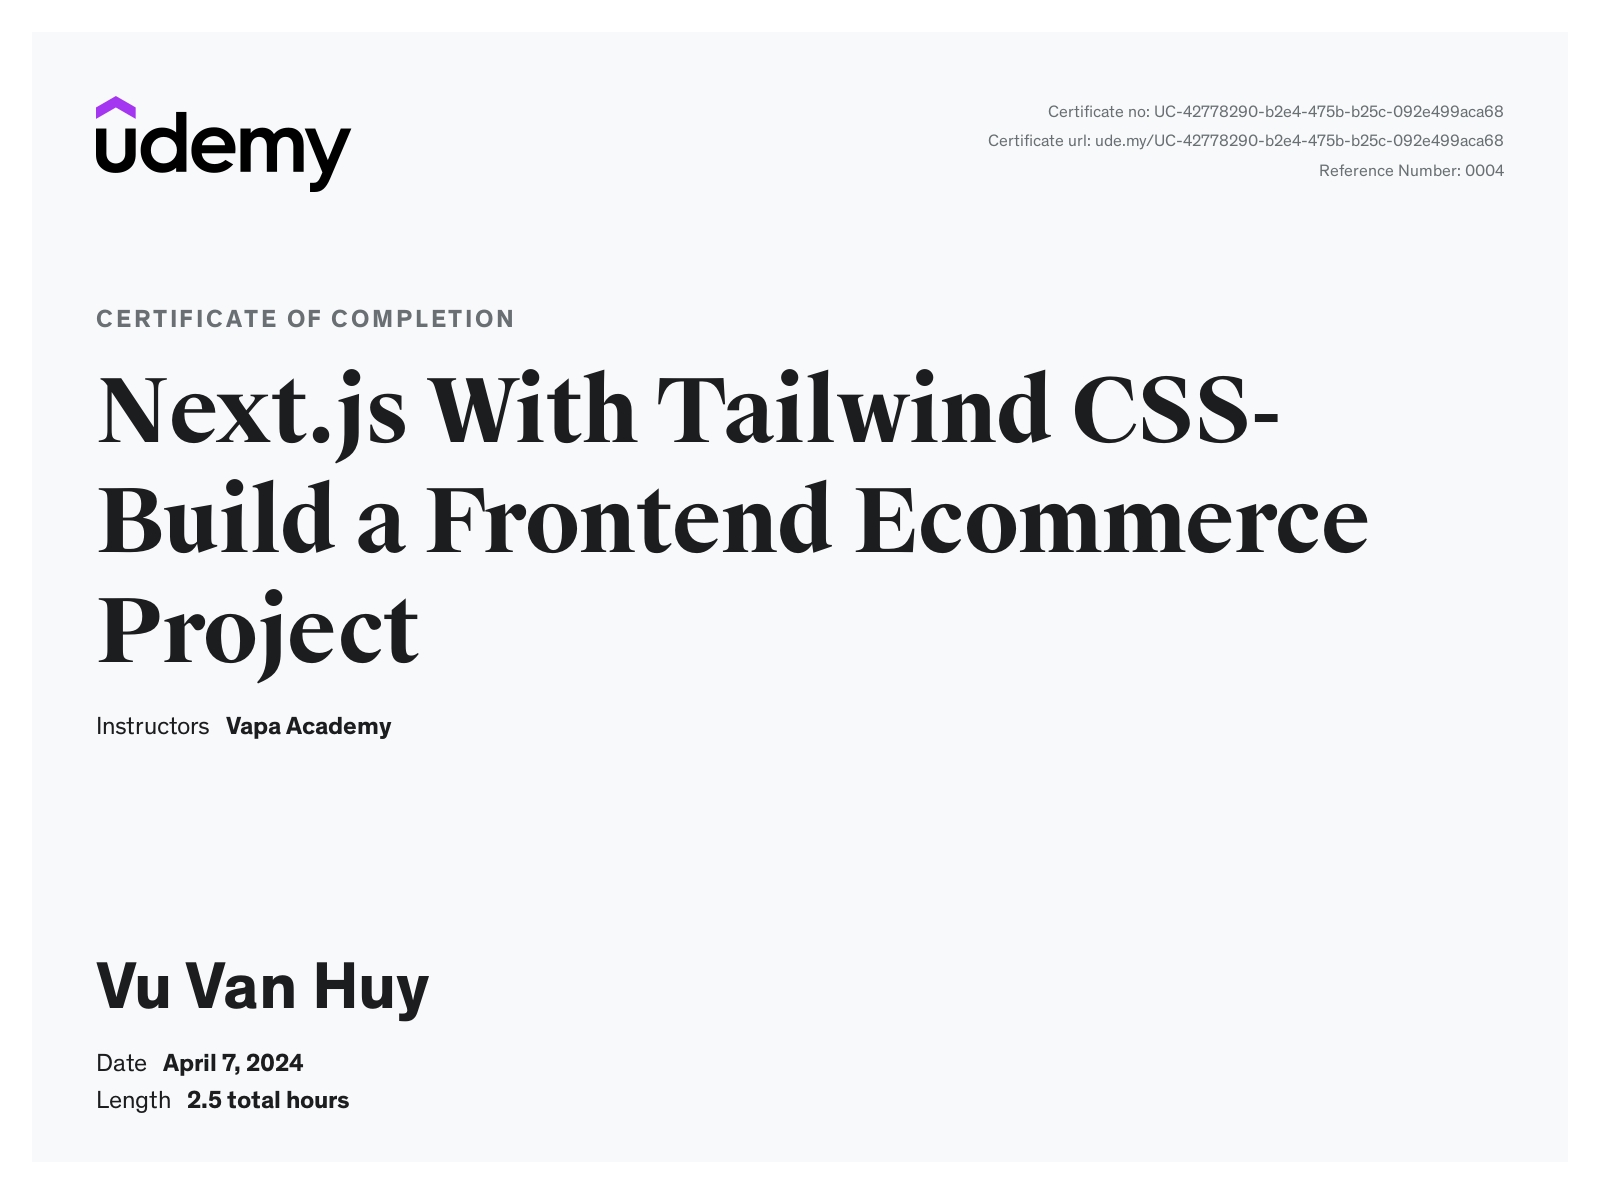 udemy
Certificate no: UC-42778290-b2e4-475b-b25c-092e499aca68
Certificate url: ude.my/UC-42778290-b2e4-475b-b25c-092e499aca68
Reference Number: 0004
CERTIFICATE OF COMPLETION
Next.js With Tailwind CSS-
Build a Frontend Ecommerce
Project
Instructors Vapa Academy
Vu Van Huy
Date April 7, 2024
Length 2.5 total hours